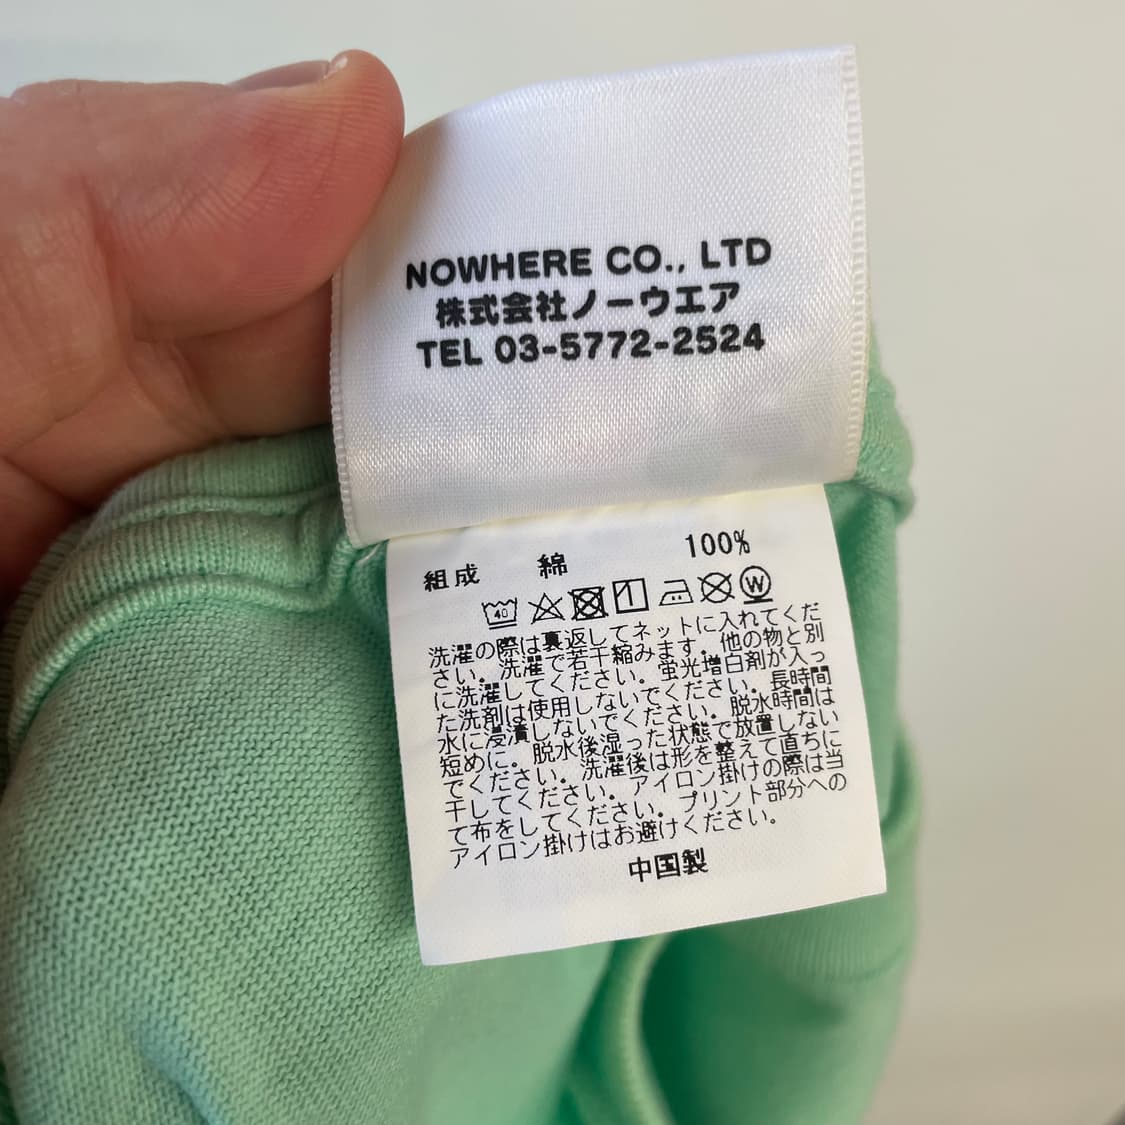 NOWHERE CO., LTD
株式会社ノーウエア
TEL 03-5772-2524
組成 綿 100%
40 W
洗濯の際は裏返してネットに入れてくだ
さい。洗濯で若干縮みます。他の物と別
に洗濯してください。蛍光増白剤が入っ
た洗剤は使用しないでください。長時間
水に浸漬しないでください。脱水時間は
短めに。脱水後湿った状態で放置しない
でください。洗濯後は形を整えて直ちに
干してください。アイロン掛けの際は当
て布をしてください。プリント部分への
アイロン掛けはお避けください。
中国製